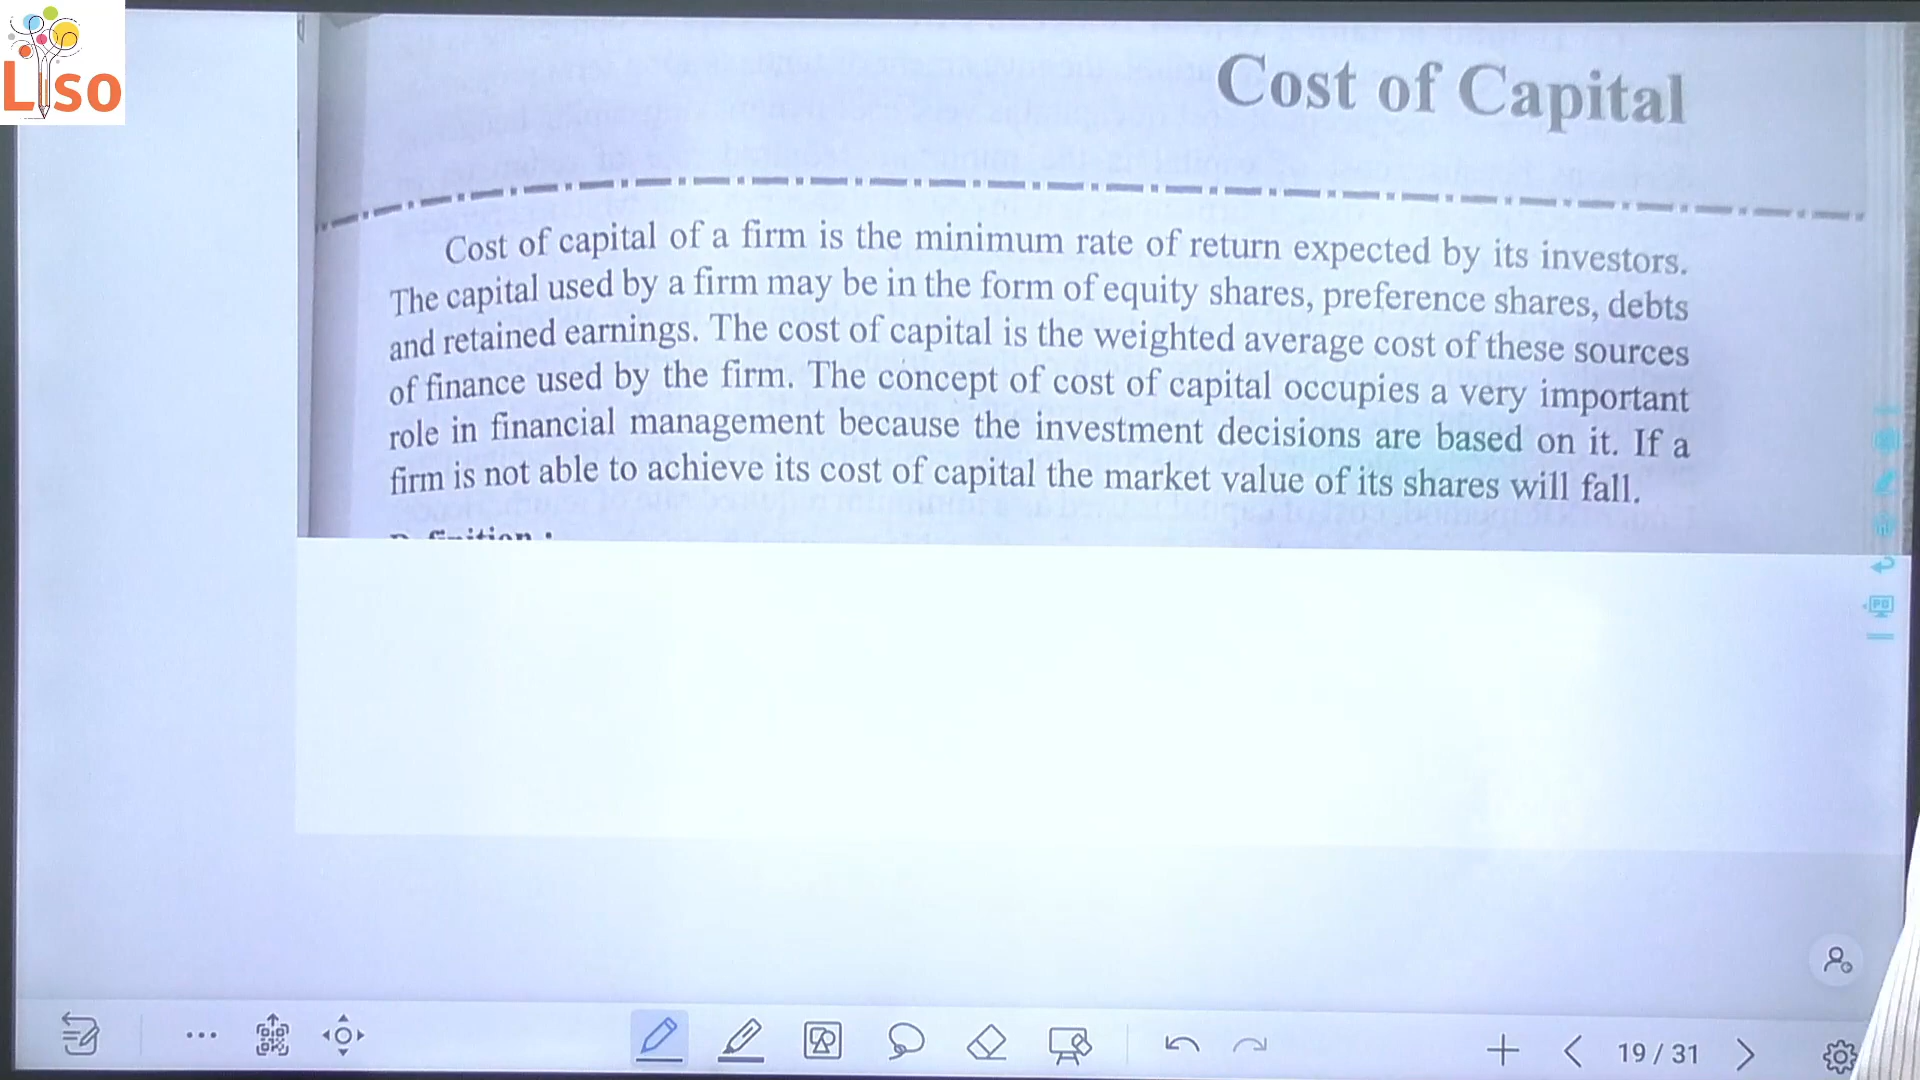 Liso
Cost of Capital
Cost of capital of a firm is the minimum rate of return expected by its investors.
The capital used by a firm may be in the form of equity shares, preference shares, debts
and retained earnings. The cost of capital is the weighted average cost of these sources
of finance used by the firm. The concept of cost of capital occupies a very important
role in financial management because the investment decisions are based on it. If a
firm is not able to achieve its cost of capital the market value of its shares will fall.
19 / 31